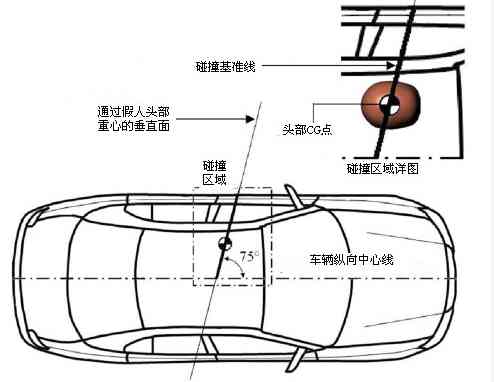 碰撞基准线
通过假人头部
重心的垂直面
头部CG点
碰撞区域详图
碰撞
区域
75°
车辆纵向中心线